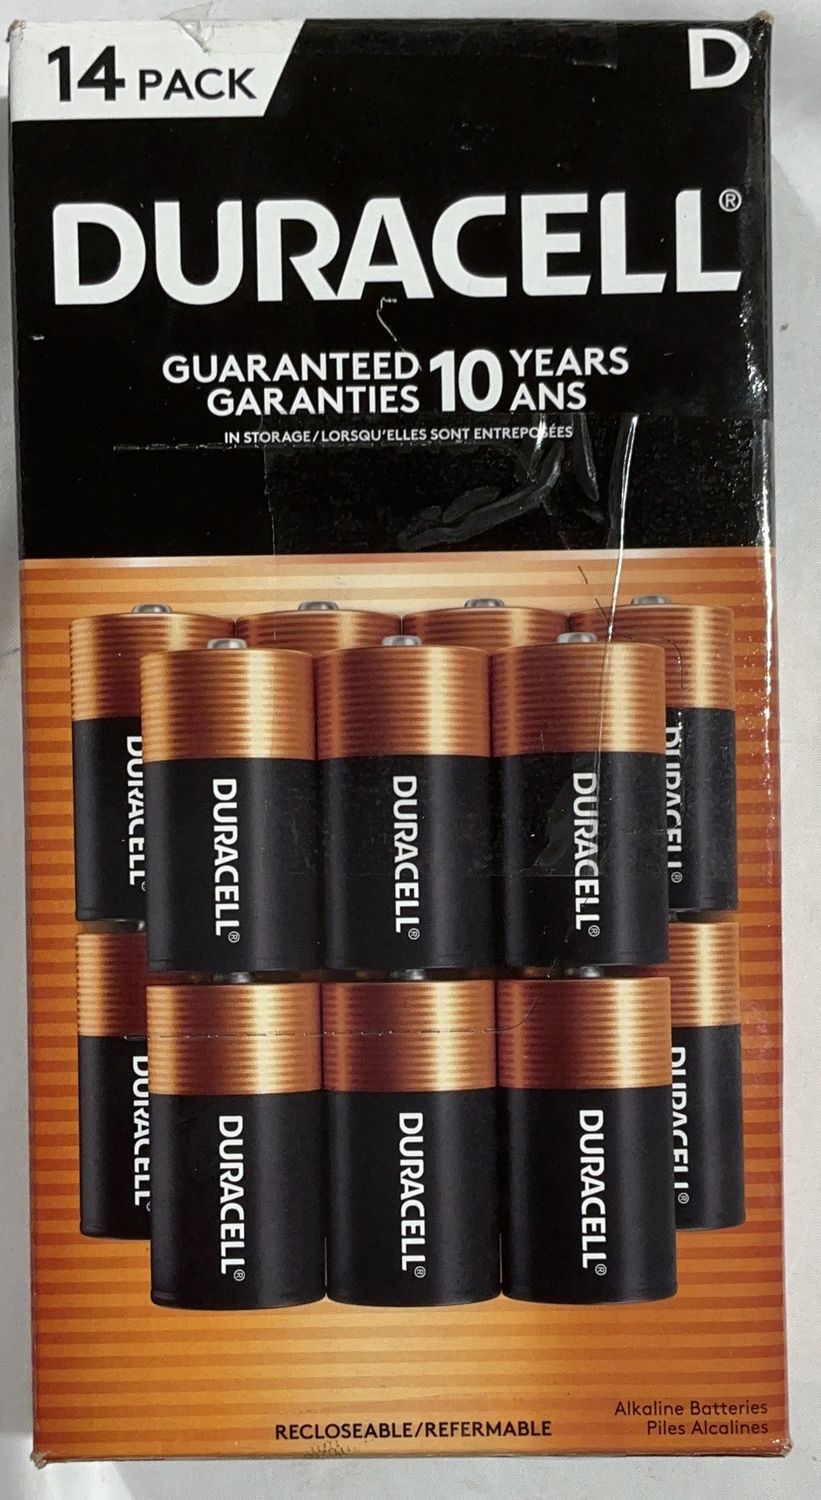 14 PACK
D
DURACELL®
GUARANTEED 10 YEARS
GARANTIES ANS
IN STORAGE/LORSQU'ELLES SONT ENTREPOSÉES
DURACELL®
DURACELL®
DURACELL®
DURACELL®
DURACELL®
DURACELL®
DURACELL®
DURACELL®
DURACELL®
DURACELL®
Alkaline Batteries
Piles Alcalines
RECLOSEABLE/REFERMABLE